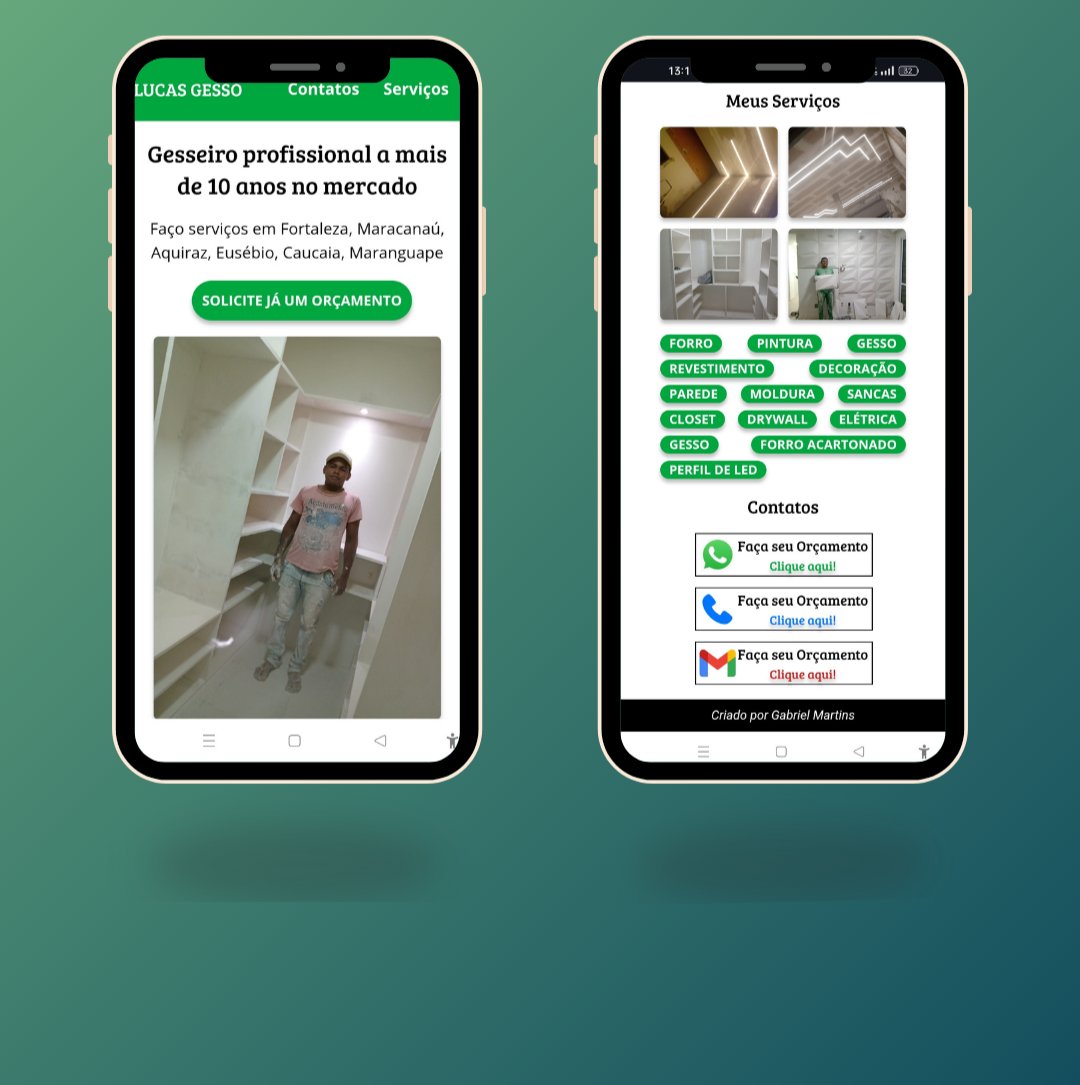 LUCAS GESSO
Contatos
Serviços
Gesseiro profissional a mais
de 10 anos no mercado
Faço serviços em Fortaleza, Maracanaú,
Aquiraz, Eusébio, Caucaia, Maranguape
SOLICITE JÁ UM ORÇAMENTO
13:1
82
Meus Serviços
FORRO
PINTURA
GESSO
REVESTIMENTO
DECORAÇÃO
PAREDE
MOLDURA
SANCAS
CLOSET
DRYWALL
ELÉTRICA
GESSO
FORRO ACARTONADO
PERFIL DE LED
Contatos
Faça seu Orçamento
Clique aqui!
Faça seu Orçamento
Clique aqui!
Faça seu Orçamento
Clique aqui!
Criado por Gabriel Martins